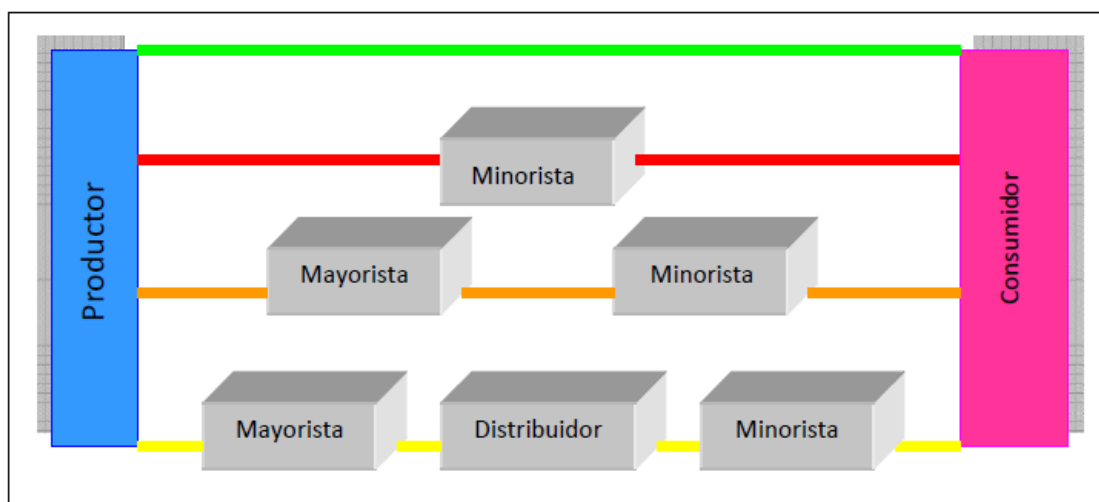 Productor
Minorista
Mayorista
Minorista
Mayorista
Distribuidor
Minorista
Consumidor